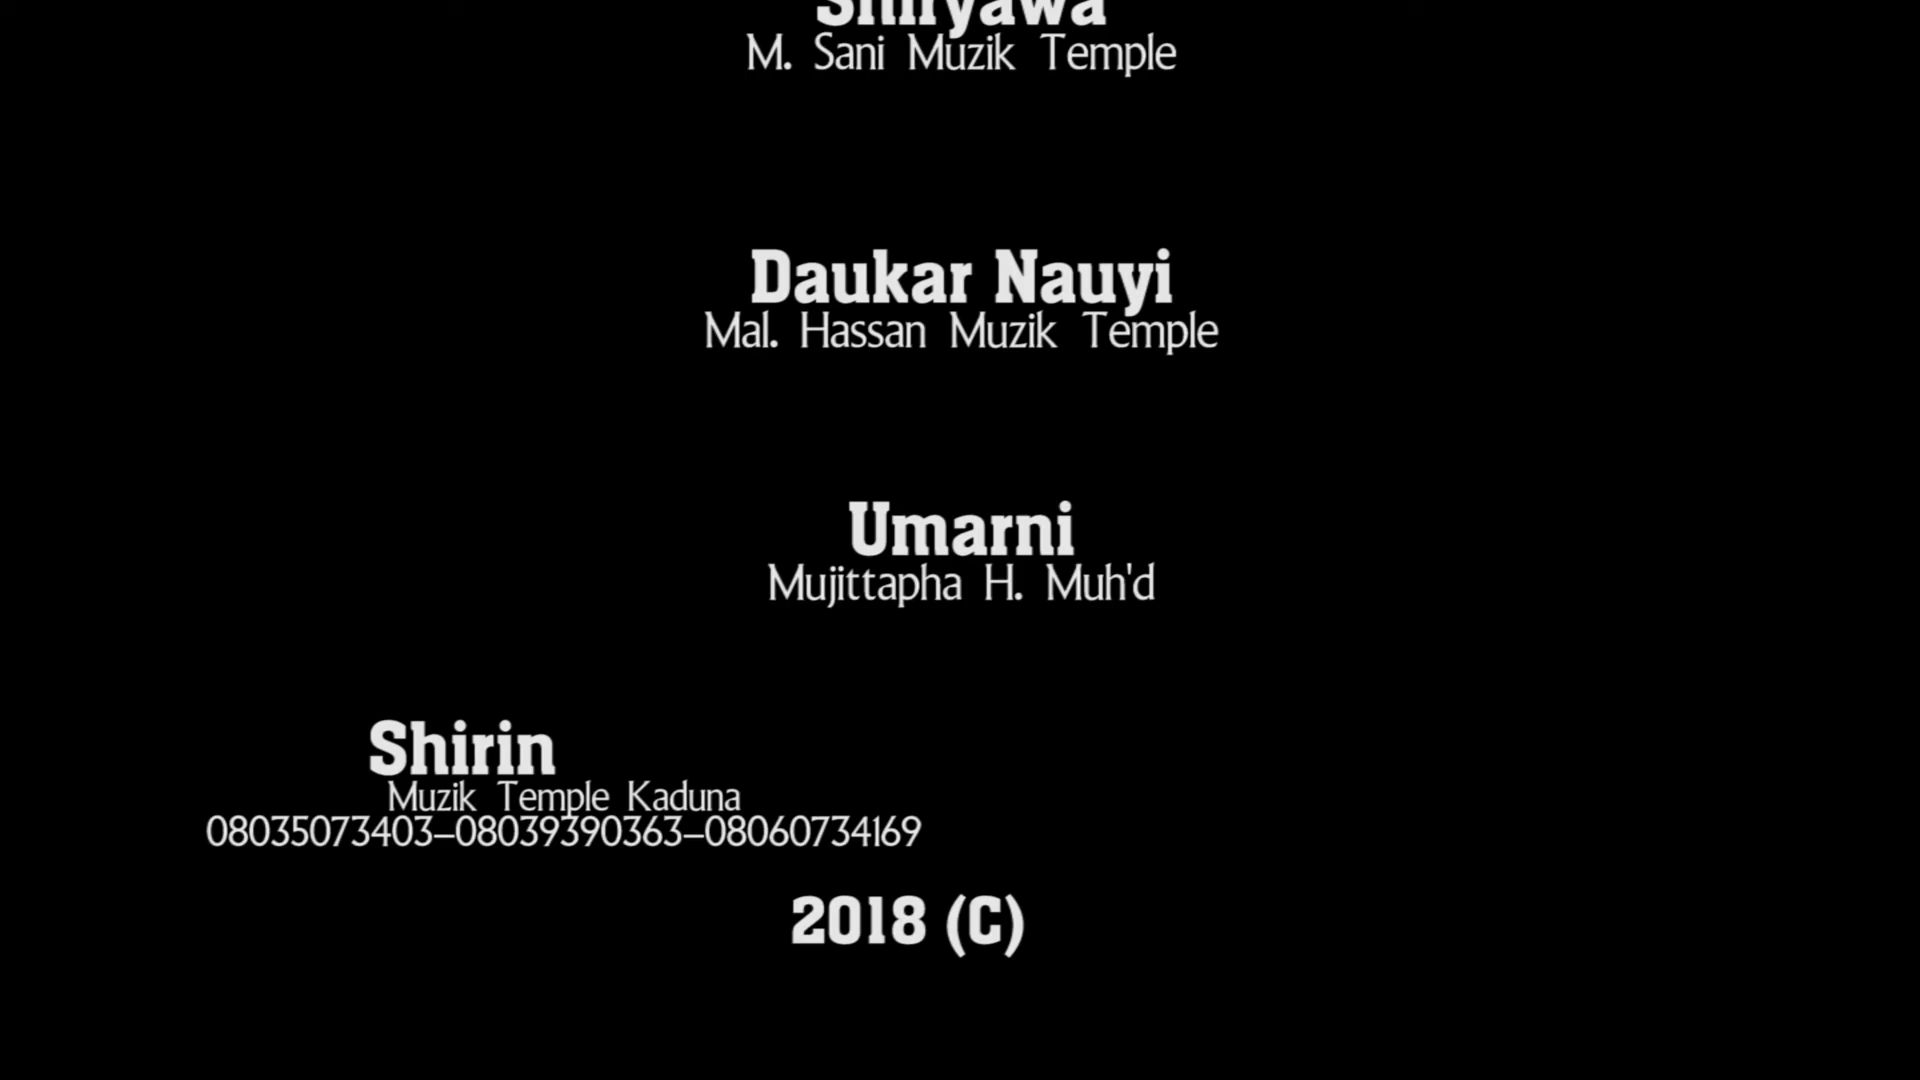 Shiryawa
M. Sani Muzik Temple
Daukar Nauyi
Mal. Hassan Muzik Temple
Umarni
Mujittapha H. Muh'd
Shirin
Muzik Temple Kaduna
08035073403-08039390363-08060734169
2018 (C)